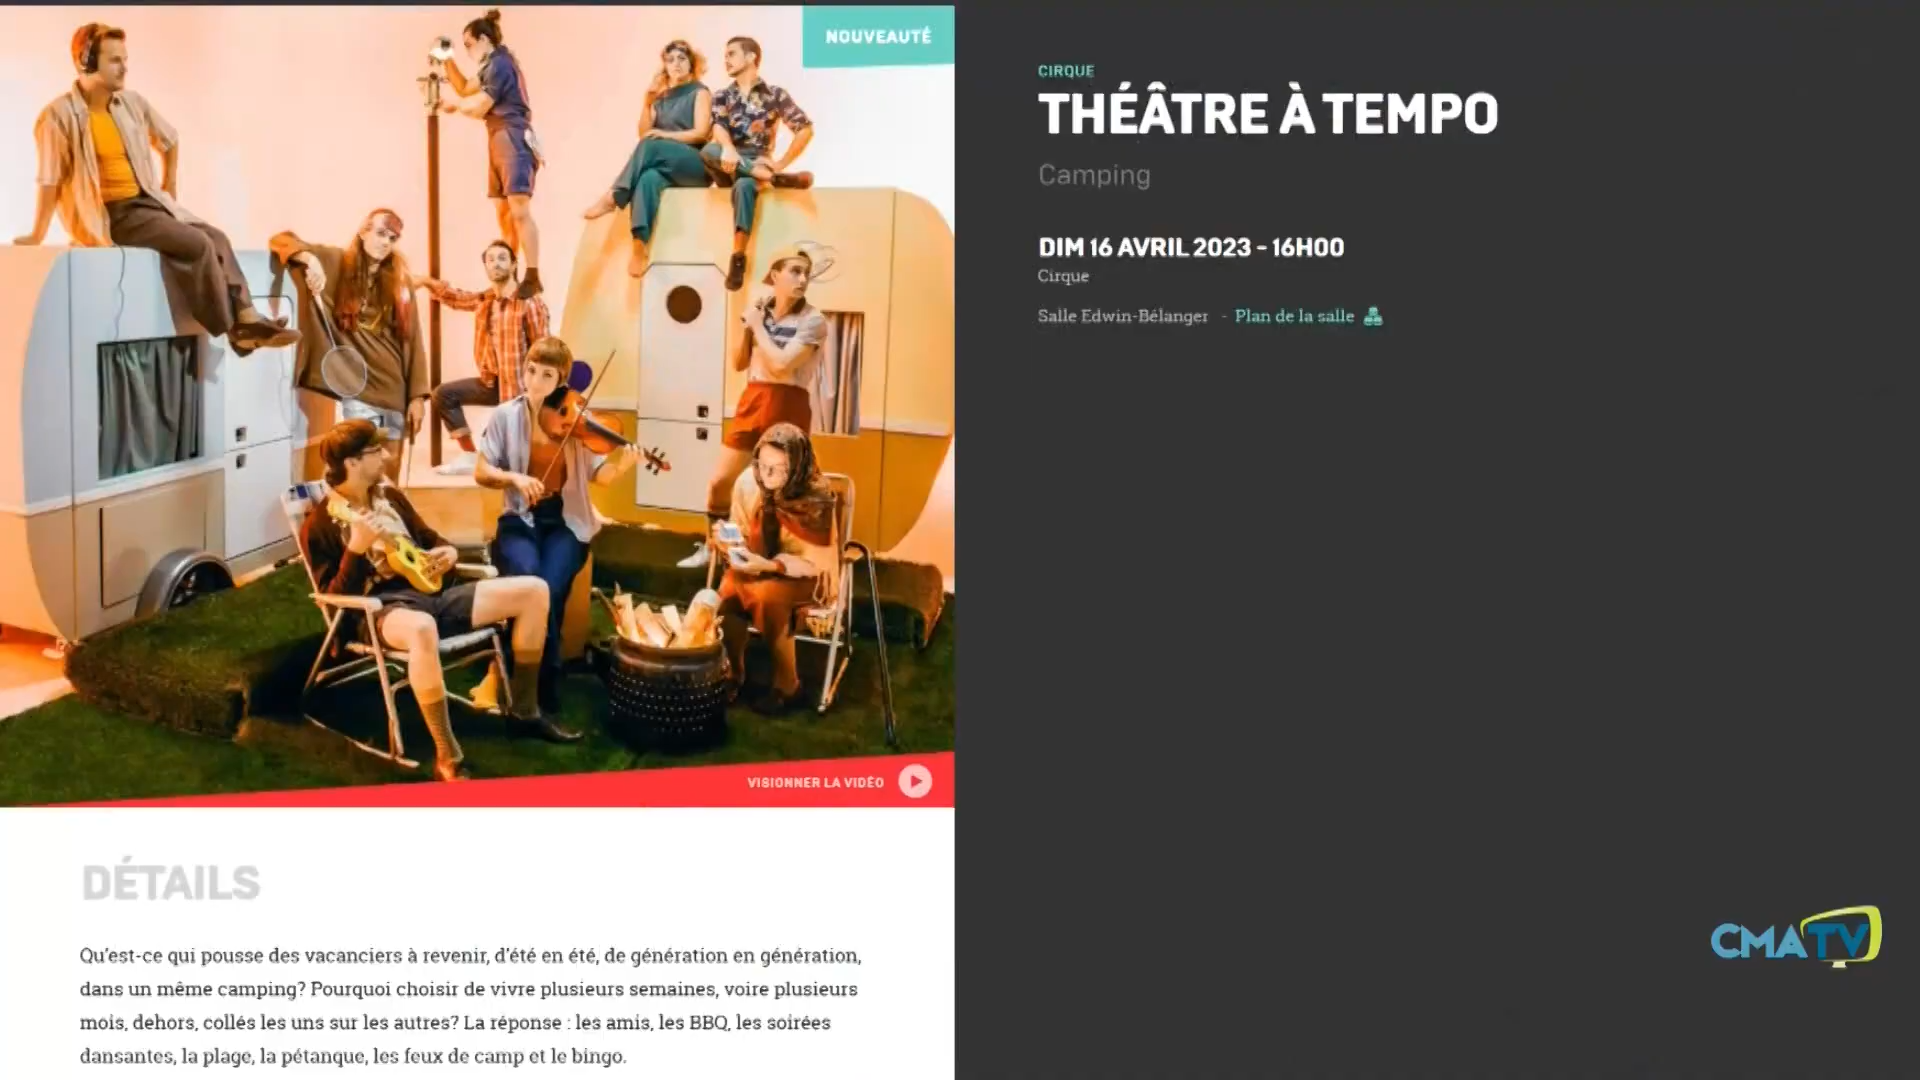 NOUVEAUTÉ
VISIONNER LA VIDÉO
DÉTAILS
Qu'est-ce qui pousse des vacanciers à revenir, d'été en été, de génération en génération,
dans un même camping? Pourquoi choisir de vivre plusieurs semaines, voire plusieurs
mois, dehors, collés les uns sur les autres? La réponse : les amis, les BBQ, les soirées
dansantes, la plage, la pétanque, les feux de camp et le bingo.
CIRQUE
THÉÂTRE À TEMPO
Camping
DIM 16 AVRIL 2023 - 16H00
Cirque
Salle Edwin-Bélanger - Plan de la salle
CMATV